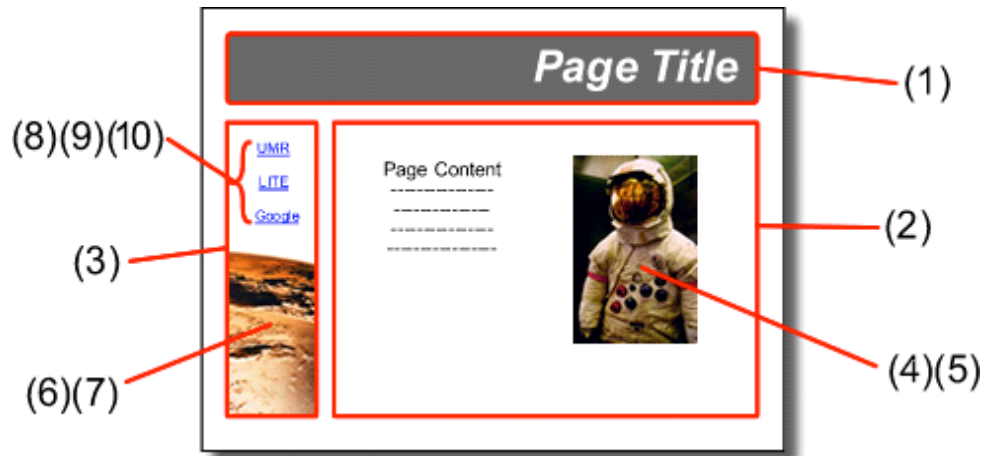 Page Title
(1)
(8)(9)(10)
UMR
LITE
Google
Page Content
(2)
(3)
(4)(5)
(6)(7)